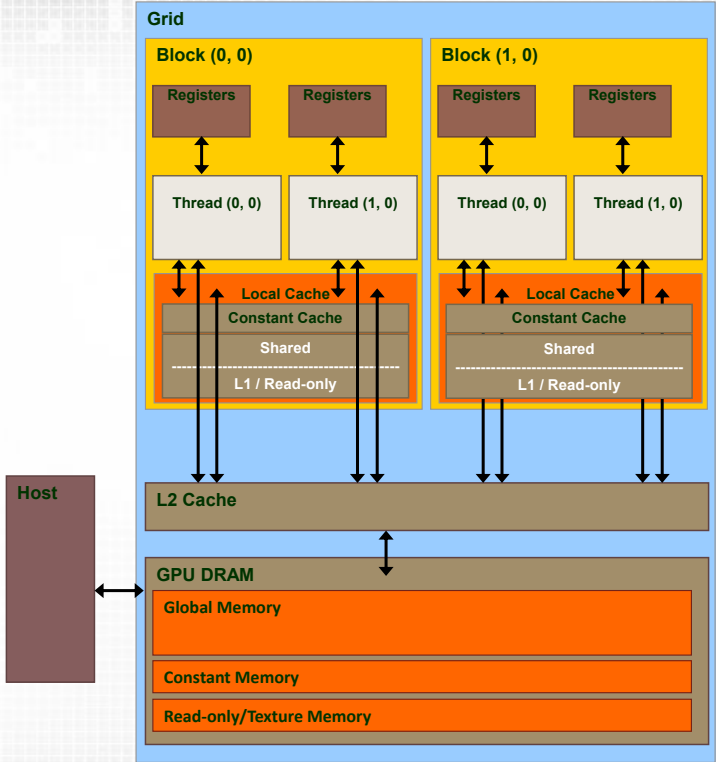 Grid
Block (0, 0)
Block (1, 0)
Registers
Registers
Registers
Registers
Thread (0, 0)
Thread (1, 0)
Thread (0, 0)
Thread (1, 0)
Local Cache
Local Cache
Constant Cache
Constant Cache
Shared
Shared
L1 / Read-only
L1 / Read-only
Host
L2 Cache
GPU DRAM
Global Memory
Constant Memory
Read-only/Texture Memory